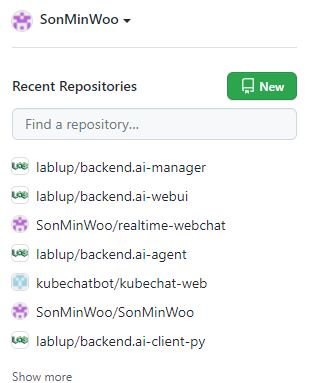 SonMinWoo
Recent Repositories
New
Find a repository...
lablup/backend.ai-manager
lablup/backend.ai-webui
SonMinWoo/realtime-webchat
lablup/backend.ai-agent
kubechatbot/kubechat-web
SonMinWoo/SonMinWoo
lablup/backend.ai-client-py
Show more